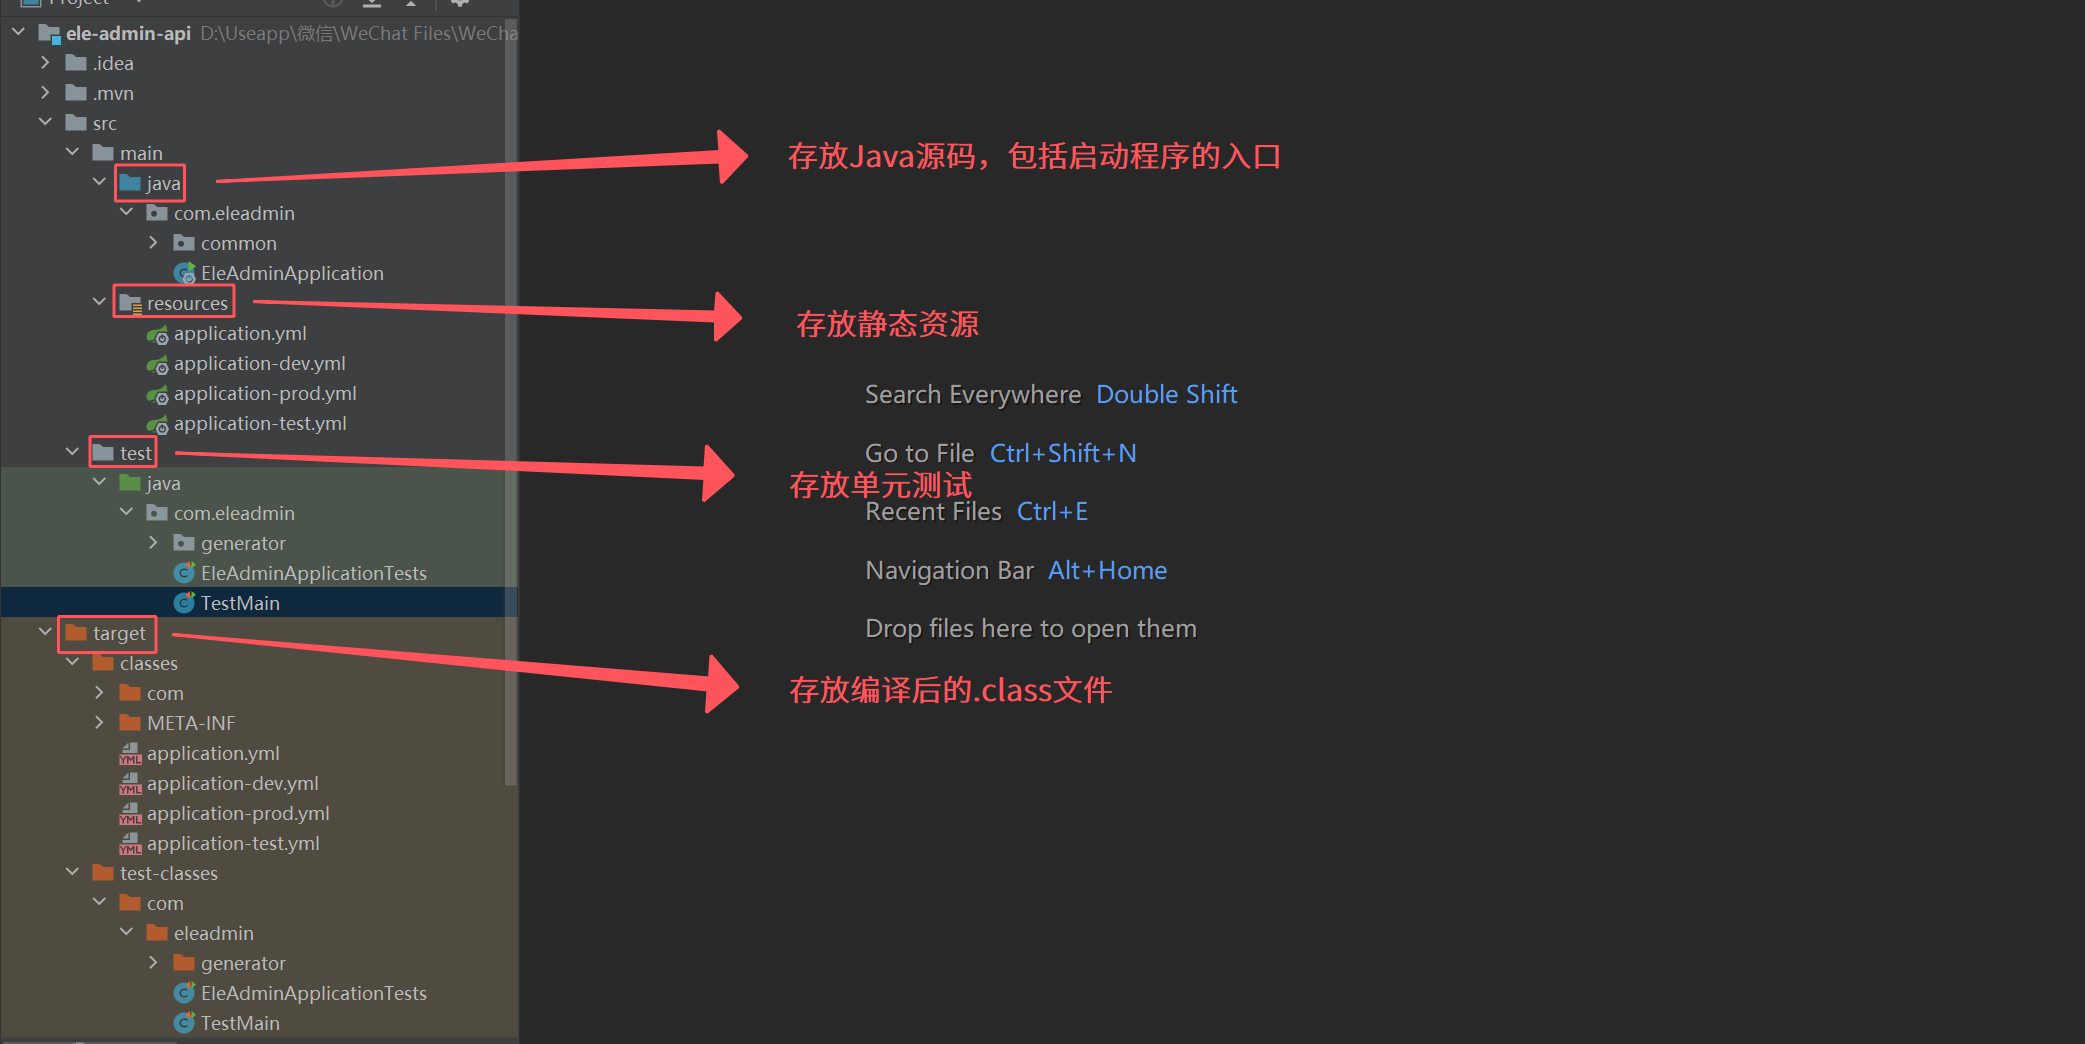 Project
ele-admin-api D:\Useapp\微信\WeChat Files\WeCha
.idea
.mvn
src
main
java
com.eleadmin
common
EleAdminApplication
resources
application.yml
application-dev.yml
application-prod.yml
application-test.yml
test
java
com.eleadmin
generator
EleAdminApplicationTests
TestMain
target
classes
com
META-INF
application.yml
application-dev.yml
application-prod.yml
application-test.yml
test-classes
com
eleadmin
generator
EleAdminApplicationTests
TestMain
存放Java源码，包括启动程序的入口
存放静态资源
Search Everywhere Double Shift
Go to File Ctrl+Shift+N
存放单元测试
Recent Files Ctrl+E
Navigation Bar Alt+Home
Drop files here to open them
存放编译后的.class文件